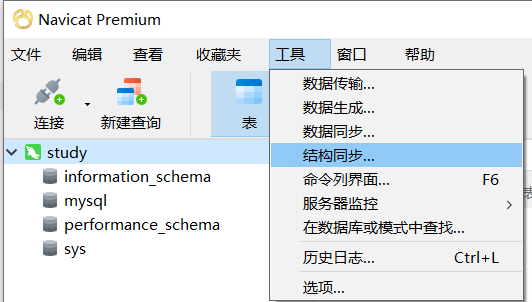 Navicat Premium
文件 编辑 查看 收藏夹 工具 窗口 帮助
连接 新建查询 表
数据传输...
数据生成...
数据同步...
结构同步...
命令列界面... F6
服务器监控
在数据库或模式中查找...
历史日志... Ctrl+L
选项...
study
information_schema
mysql
performance_schema
sys